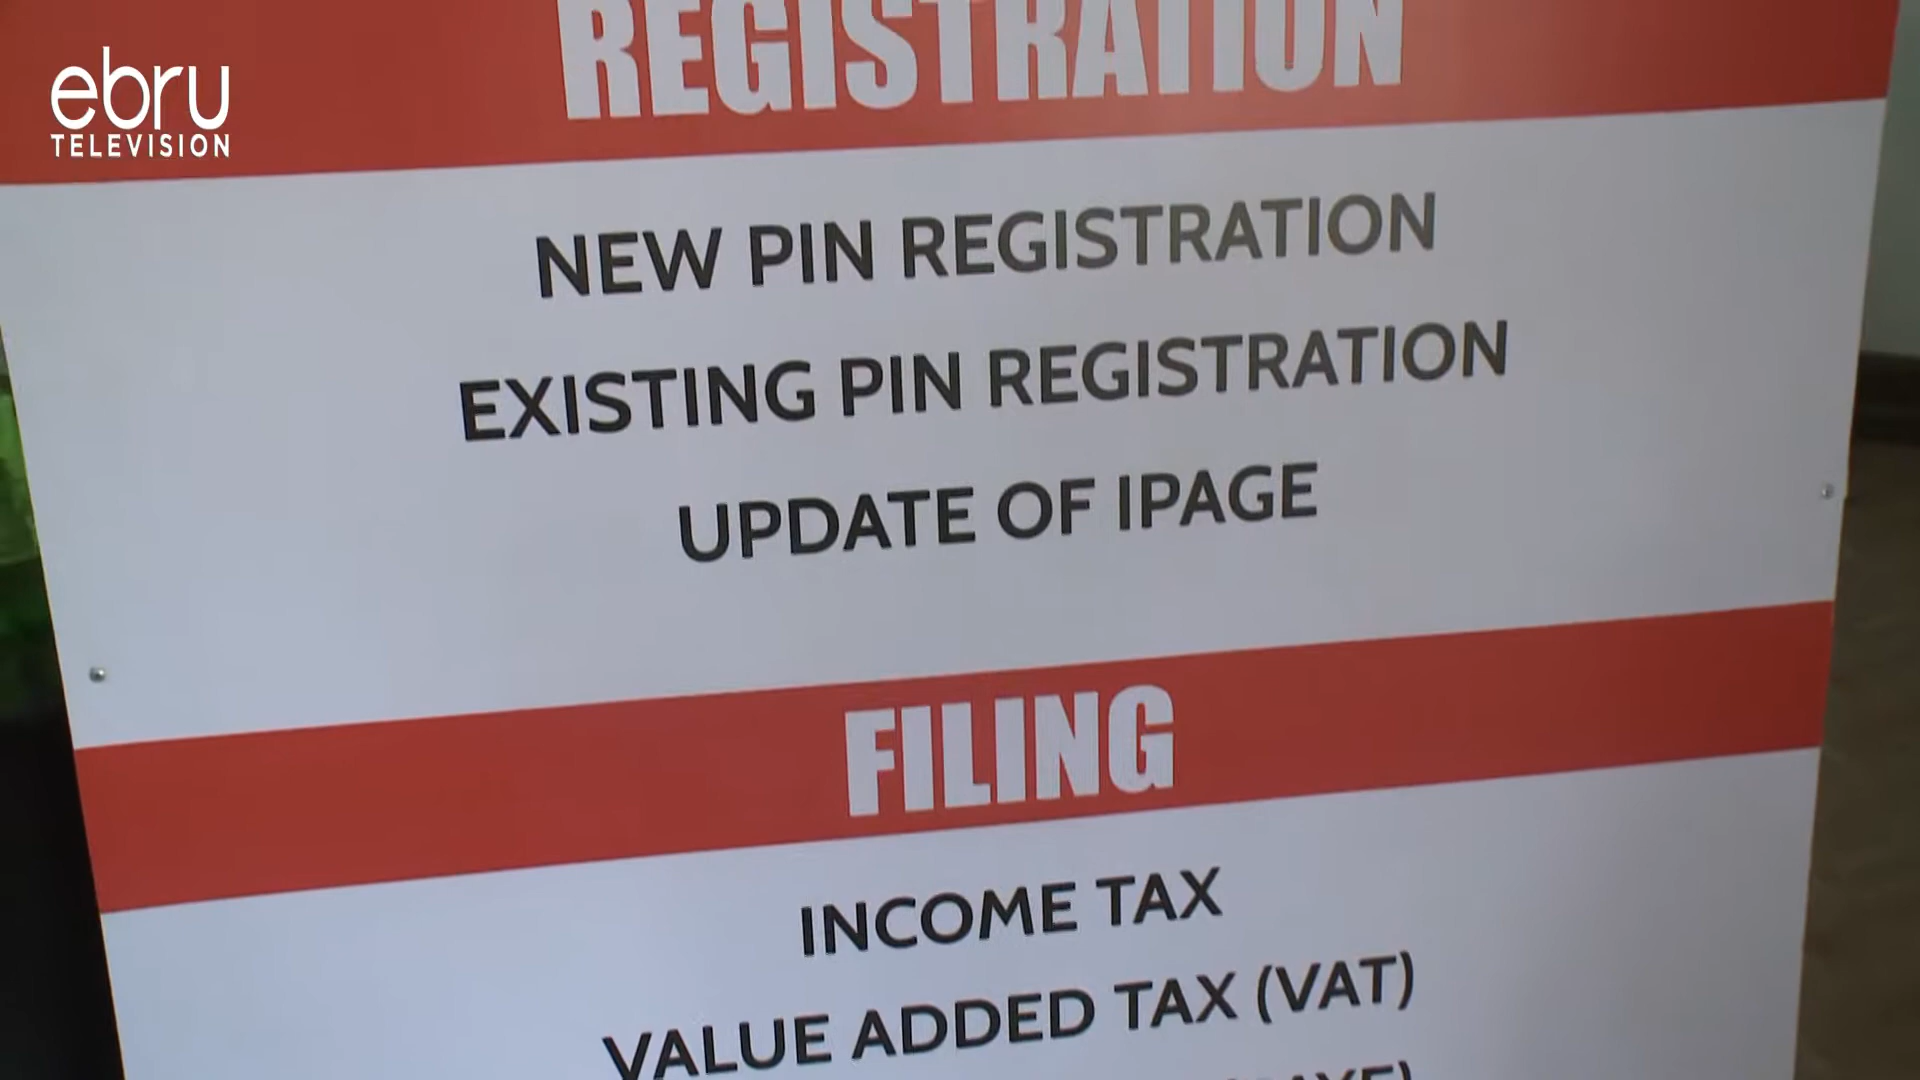 ebru
TELEVISION
REGISTRATION
NEW PIN REGISTRATION
EXISTING PIN REGISTRATION
UPDATE OF IPAGE
FILING
INCOME TAX
VALUE ADDED TAX (VAT)